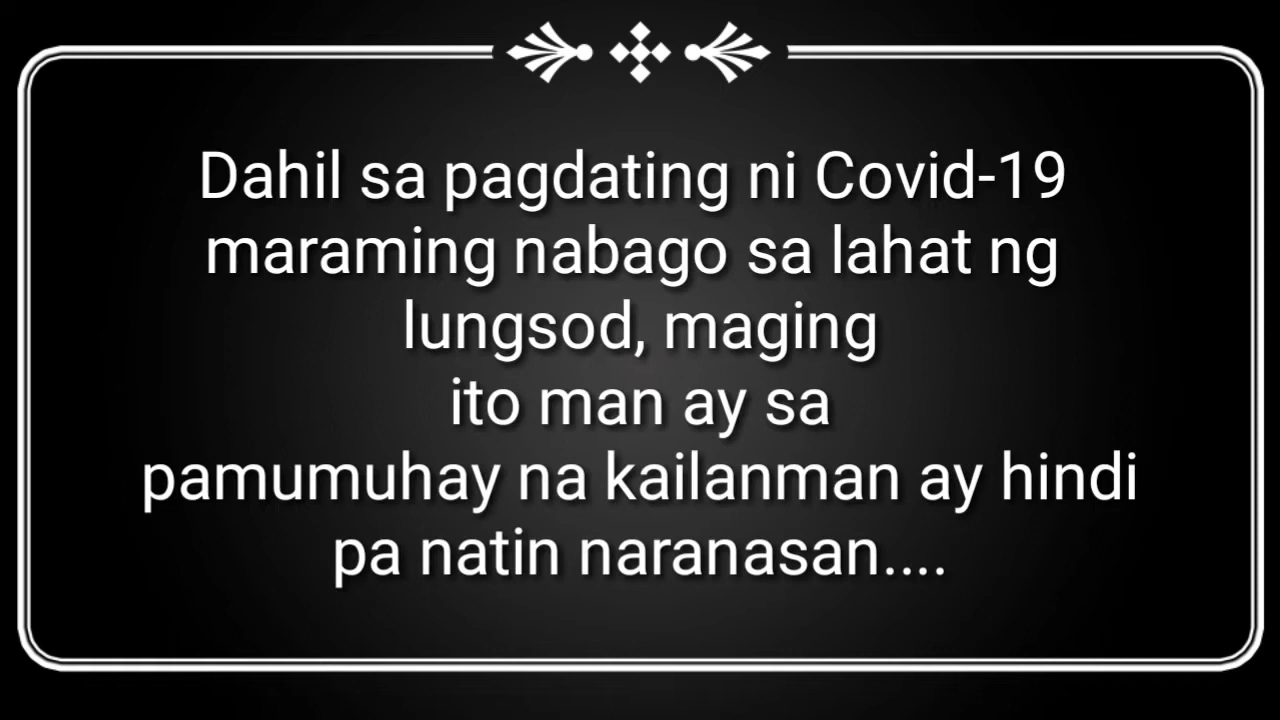 Dahil sa pagdating ni Covid-19
maraming nabago sa lahat ng
lungsod, maging
ito man ay sa
pamumuhay na kailanman ay hindi
pa natin naranasan....